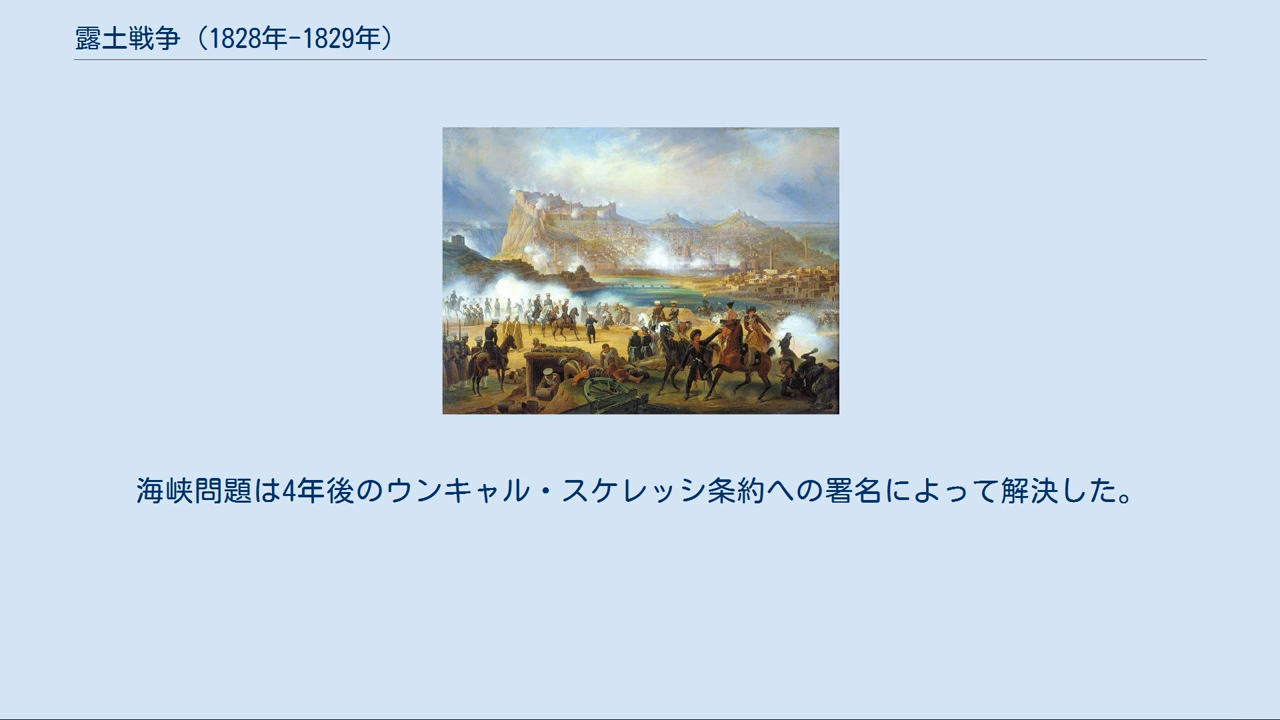 露土戦争（1828年-1829年）
海峡問題は4年後のウンキャル・スケレッシ条約への署名によって解決した。